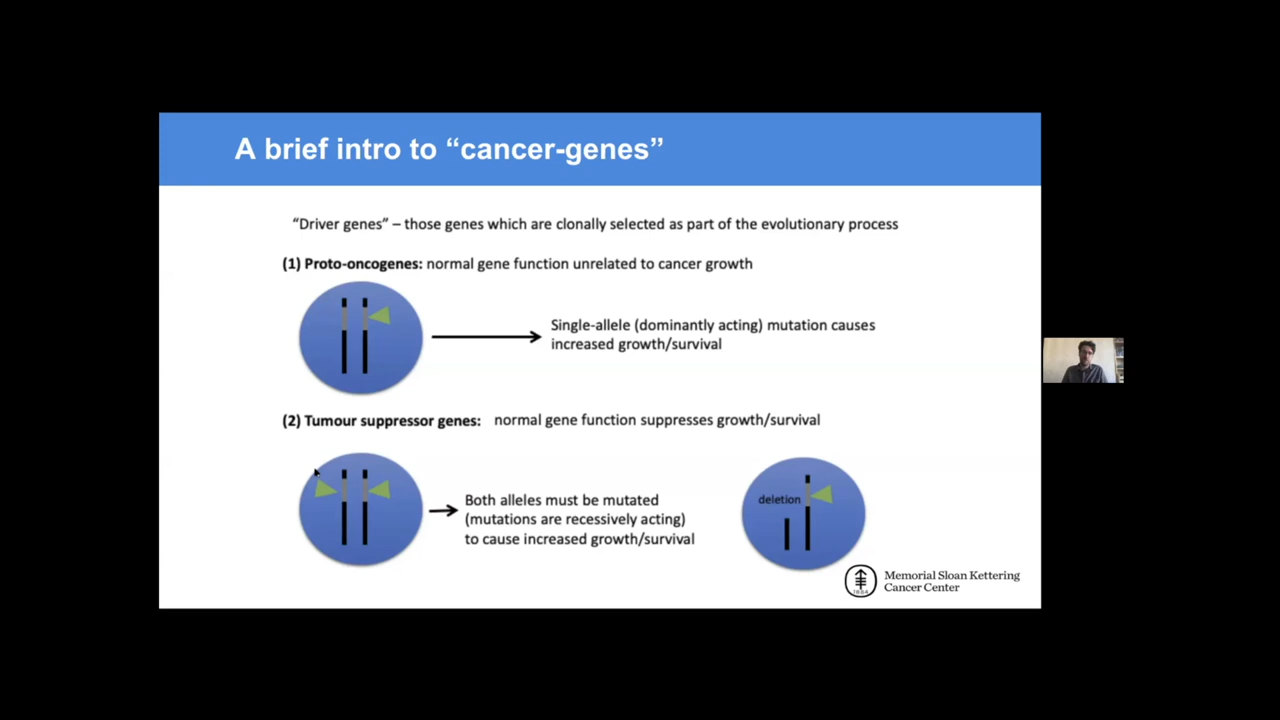 A brief intro to “cancer-genes”
“Driver genes” – those genes which are clonally selected as part of the evolutionary process
(1) Proto-oncogenes: normal gene function unrelated to cancer growth
Single-allele (dominantly acting) mutation causes
increased growth/survival
(2) Tumour suppressor genes: normal gene function suppresses growth/survival
Both alleles must be mutated
(mutations are recessively acting)
to cause increased growth/survival
deletion
Memorial Sloan Kettering
Cancer Center
1884